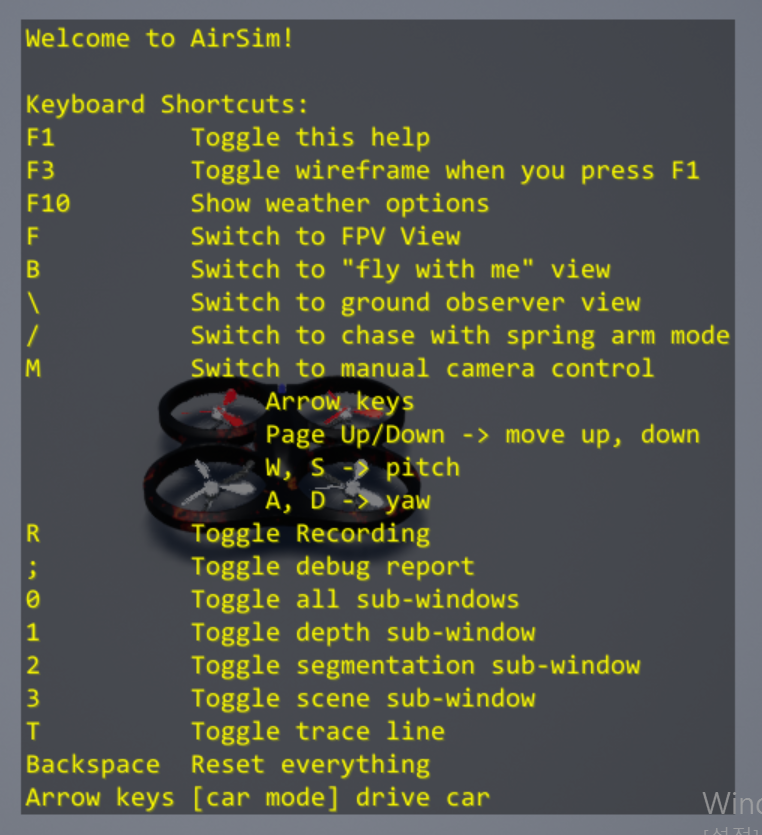 Welcome to AirSim!
Keyboard Shortcuts:
F1 Toggle this help
F3 Toggle wireframe when you press F1
F10 Show weather options
F Switch to FPV View
B Switch to "fly with me" view
\ Switch to ground observer view
/ Switch to chase with spring arm mode
M Switch to manual camera control
Arrow keys
Page Up/Down -> move up, down
W, S -> pitch
A, D -> yaw
R Toggle Recording
; Toggle debug report
0 Toggle all sub-windows
1 Toggle depth sub-window
2 Toggle segmentation sub-window
3 Toggle scene sub-window
T Toggle trace line
Backspace Reset everything
Arrow keys [car mode] drive car